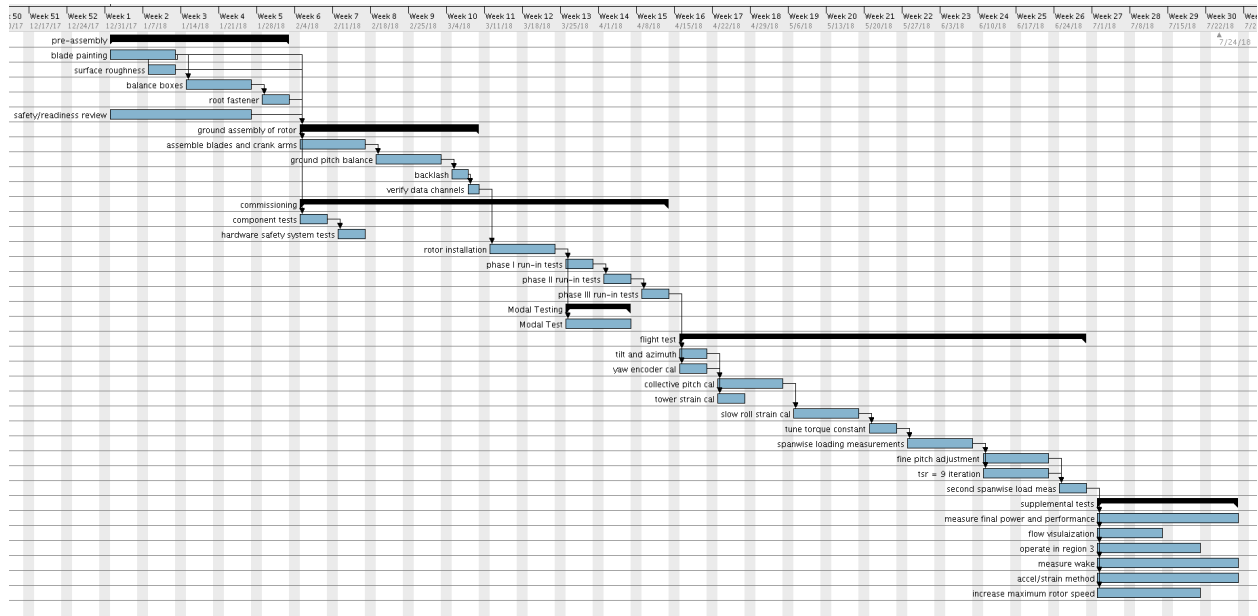 : 50 Week 51 Week 52 Week 1 Week 2 Week 3 Week 4 Week 5 Week 6 Week 7 Week 8 Week 9 Week 10 Week 11 Week 12 Week 13 Week 14 Week 15 Week 16 Week 17 Week 18 Week 19 Week 20 Week 21 Week 22 Week 23 Week 24 Week 25 Week 26 Week 27 Week 28 Week 29 Week 30 We
)/17 12/17/17 12/24/17 12/31/17 1/7/18 1/14/18 1/21/18 1/28/18 2/4/18 2/11/18 2/18/18 2/25/18 3/4/18 3/11/18 3/18/18 3/25/18 4/1/18 4/8/18 4/15/18 4/22/18 4/29/18 5/6/18 5/13/18 5/20/18 5/27/18 6/3/18 6/10/18 6/17/18 6/24/18 7/1/18 7/8/18 7/15/18 7/22/18 7/2
pre-assembly
7/24/18
blade painting
surface roughness
balance boxes
root fastener
safety/readiness review
ground assembly of rotor
assemble blades and crank arms
ground pitch balance
backlash
verify data channels
commissioning
component tests
hardware safety system tests
rotor installation
phase I run-in tests
phase II run-in tests
phase III run-in tests
Modal Testing
Modal Test
flight test
tilt and azimuth
yaw encoder cal
collective pitch cal
tower strain cal
slow roll strain cal
tune torque constant
spanwise loading measurements
fine pitch adjustment
tsr = 9 iteration
second spanwise load meas
supplemental tests
measure final power and performance
flow visulaization
operate in region 3
measure wake
accel/strain method
increase maximum rotor speed